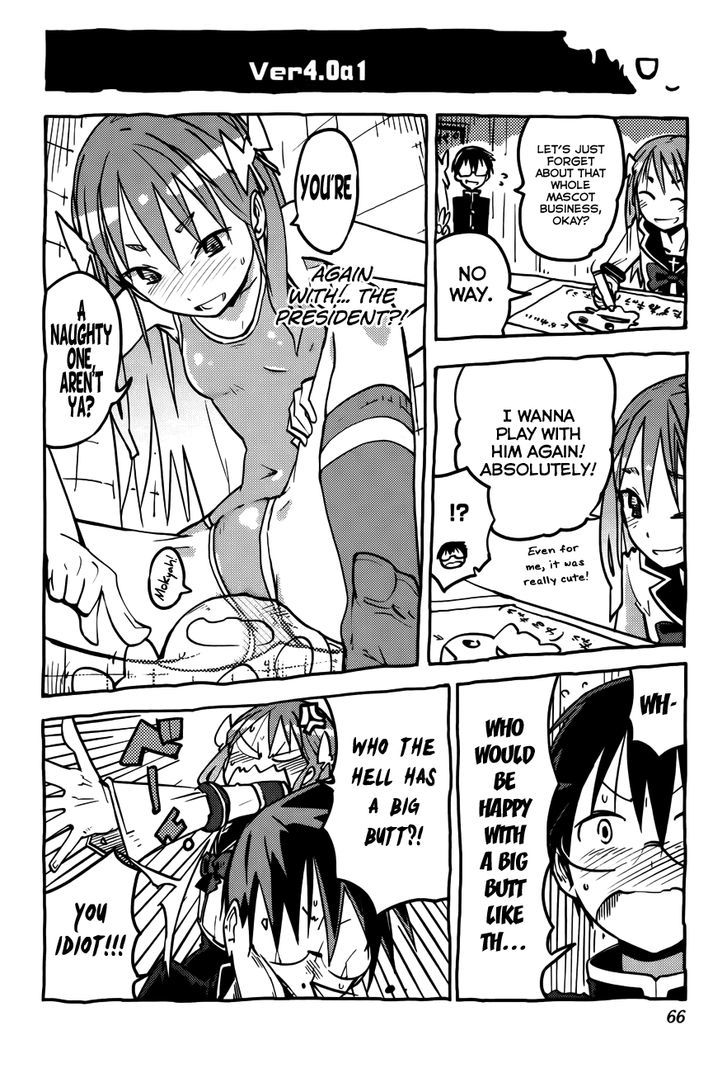 Ver4.0a1
LET'S JUST
FORGET
ABOUT THAT
WHOLE
MASCOT
BUSINESS,
OKAY?
NO
WAY.
YOU'RE
AGAIN
WITH... THE
PRESIDENT?!
A
NAUGHTY
ONE,
AREN'T
YA?
Mokyah!
I WANNA
PLAY WITH
HIM AGAIN!
ABSOLUTELY!
!?
Even for
me, it was
really cute!
WH-
WHO
WOULD
BE
HAPPY
WITH
A BIG
BUTT
LIKE
TH...
WHO THE
HELL HAS
A BIG
BUTT?!
YOU
IDIOT!!!
66